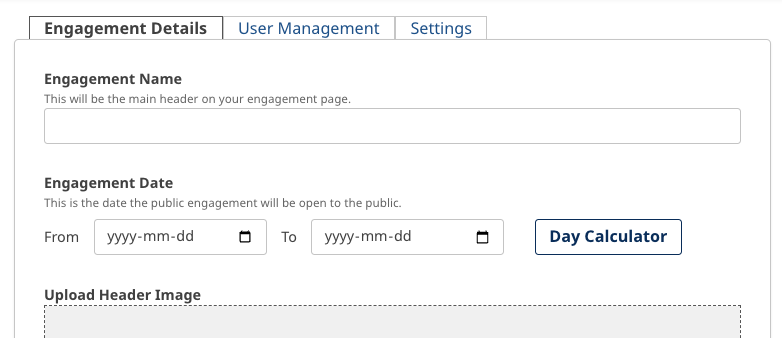 Engagement Details User Management Settings
Engagement Name
This will be the main header on your engagement page.
Engagement Date
This is the date the public engagement will be open to the public.
From yyyy-mm-dd To yyyy-mm-dd Day Calculator
Upload Header Image